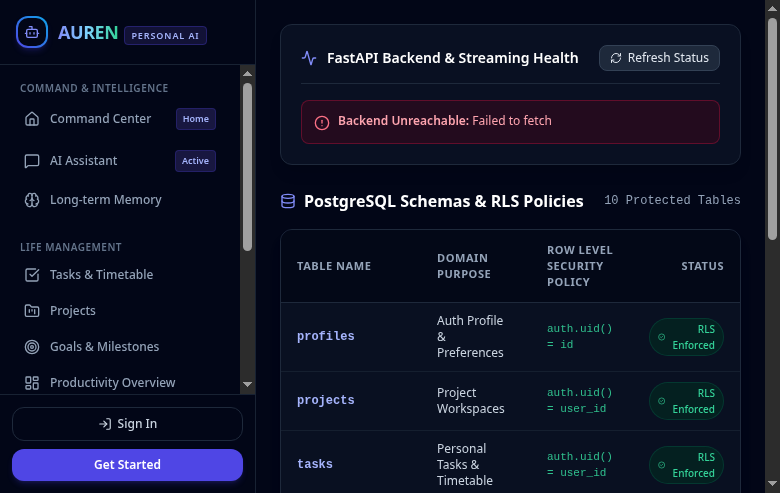 AUREN PERSONAL AI
COMMAND & INTELLIGENCE
Command Center Home
AI Assistant Active
Long-term Memory
LIFE MANAGEMENT
Tasks & Timetable
Projects
Goals & Milestones
Productivity Overview
Sign In
Get Started
FastAPI Backend & Streaming Health Refresh Status
Backend Unreachable: Failed to fetch
PostgreSQL Schemas & RLS Policies 10 Protected Tables
TABLE NAME
DOMAIN
PURPOSE
ROW LEVEL
SECURITY
POLICY
STATUS
profiles
Auth Profile
&
Preferences
auth.uid()
= id
RLS
Enforced
projects
Project
Workspaces
auth.uid()
= user_id
RLS
Enforced
tasks
Personal
Tasks &
Timetable
auth.uid()
= user_id
RLS
Enforced